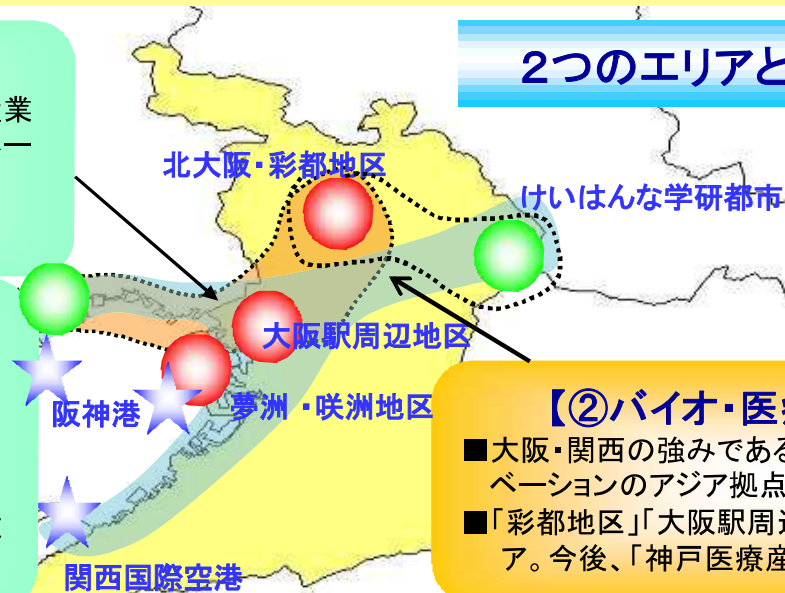 2つのエリアと
業
ー
北大阪・彩都地区
けいはんな学研都市
大阪駅周辺地区
阪神港
夢洲・咲洲地区
【②バイオ・医
■大阪・関西の強みである
ベーションのアジア拠点
■「彩都地区」「大阪駅周
ア。今後、「神戸医療産
関西国際空港